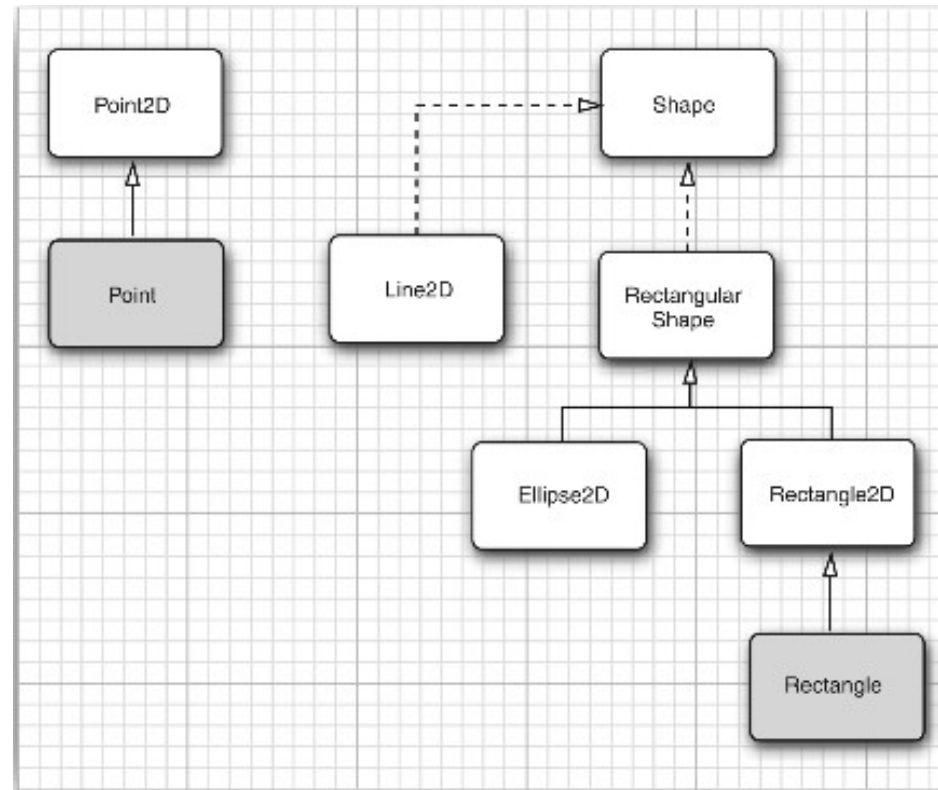 Point2D
Shape
Point
Line2D
Rectangular
Shape
Ellipse2D
Rectangle2D
Rectangle